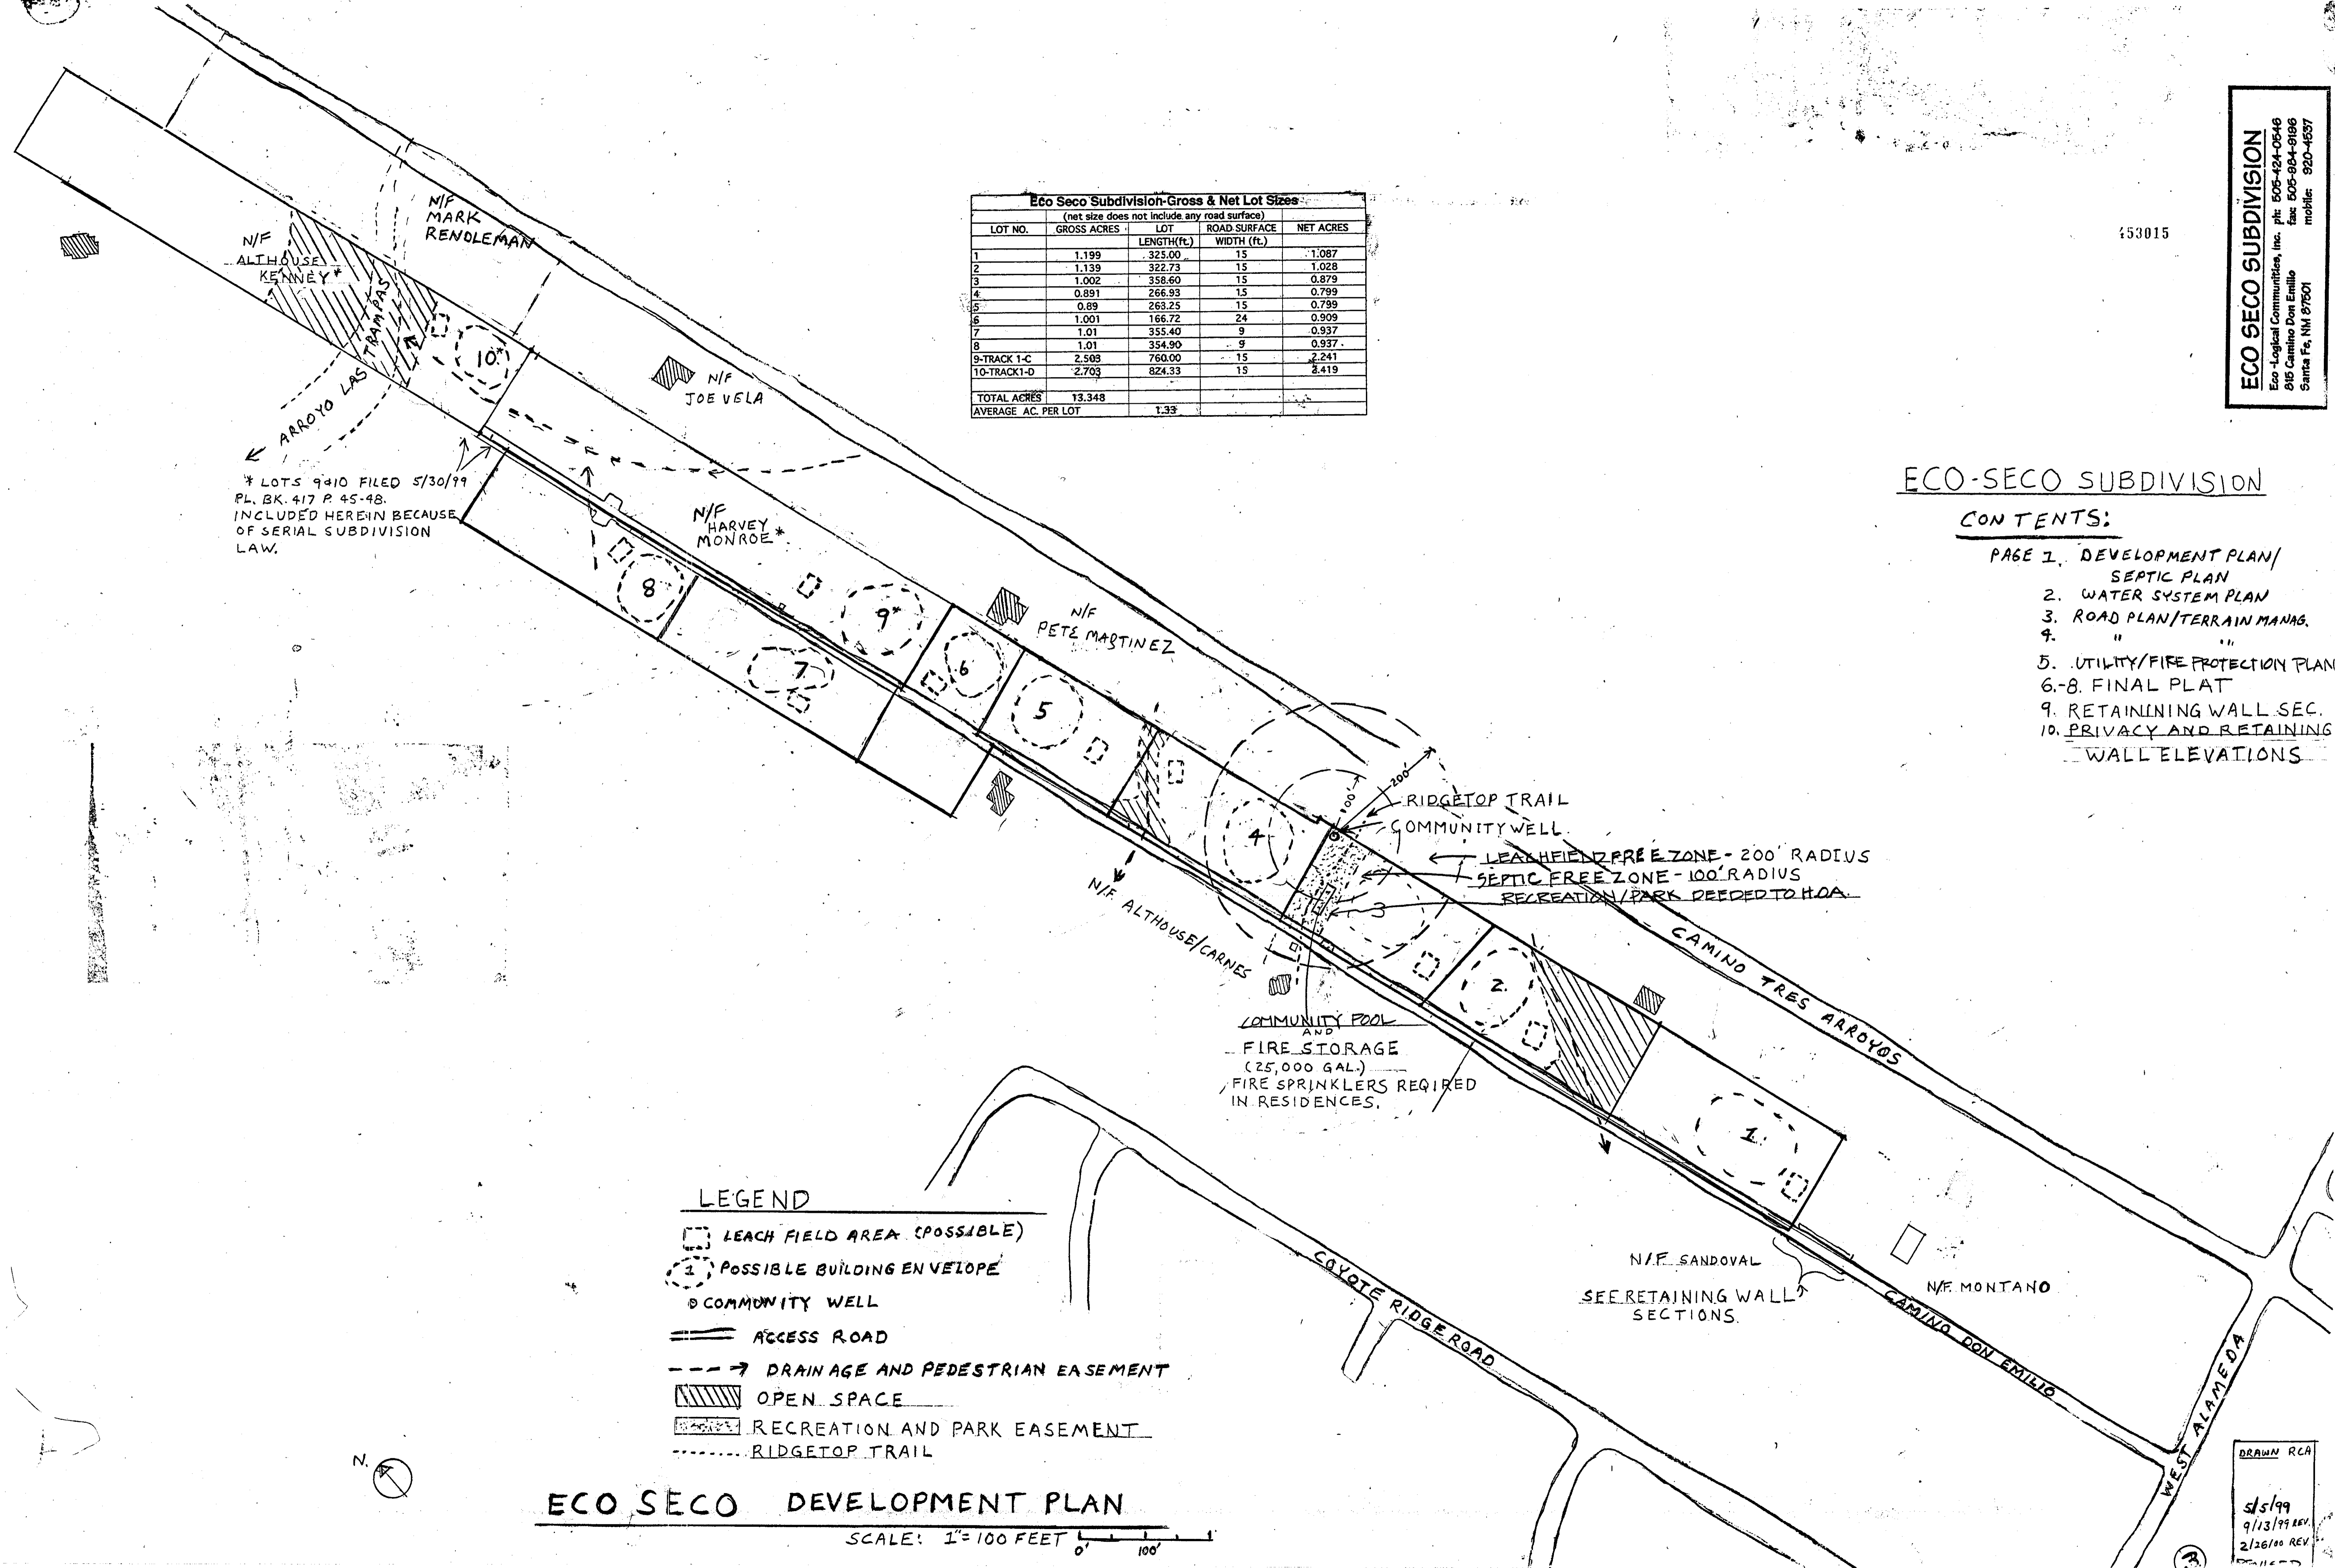 Eco Seco Subdivision-Gross & Net Lot Sizes
(net size does not include any road surface)
LOT NO. GROSS ACRES LOT ROAD SURFACE NET ACRES
LENGTH(ft.) WIDTH (ft.)
1 1.199 325.00 15 1.087
2 1.139 322.73 15 1.028
3 1.002 358.60 15 0.879
4 0.891 266.93 15 0.799
5 0.89 263.25 15 0.799
6 1.001 166.72 24 0.909
7 1.01 355.40 9 0.937
8 1.01 354.90 9 0.937
9-TRACK 1-C 2.503 760.00 15 2.241
10-TRACK1-D 2.703 824.33 15 2.419
TOTAL ACRES 13.348
AVERAGE AC. PER LOT 1.33
453015
ECO SECO SUBDIVISION
Eco-Logical Communities, Inc. ph: 505-424-0546
815 Camino Don Emilio fax: 505-984-9196
Santa Fe, NM 87501 mobile: 920-4537
ECO-SECO SUBDIVISION
CONTENTS:
PAGE 1. DEVELOPMENT PLAN/
SEPTIC PLAN
2. WATER SYSTEM PLAN
3. ROAD PLAN/TERRAIN MANAG.
4. " "
5. UTILITY/FIRE PROTECTION PLAN
6.-8. FINAL PLAT
9. RETAINING WALL SEC.
10. PRIVACY AND RETAINING
WALL ELEVATIONS
N/F
MARK
RENDLEMAN
N/F
ALTHOUSE
KENNEY*
ARROYO LAS TRAMPAS
10*
N/F
JOE VELA
* LOTS 9&10 FILED 5/30/99
PL. BK. 417 P. 45-48.
INCLUDED HEREIN BECAUSE
OF SERIAL SUBDIVISION
LAW.
N/F
HARVEY
MONROE*
8
9*
7
6
5
N/F
PETE MARTINEZ
4
100'
200'
RIDGETOP TRAIL
COMMUNITY WELL
LEACHFIELD FREE ZONE - 200' RADIUS
SEPTIC FREE ZONE - 100' RADIUS
RECREATION/PARK DEEDED TO H.O.A.
3
N/F ALTHOUSE/CARNES
2.
CAMINO TRES ARROYOS
COMMUNITY POOL
AND
FIRE STORAGE
(25,000 GAL.)
FIRE SPRINKLERS REQIRED
IN RESIDENCES.
1.
N/F SANDOVAL
SEE RETAINING WALL
SECTIONS.
N/F MONTANO
CAMINO DON EMILIO
WEST ALAMEDA
COYOTE RIDGE ROAD
LEGEND
LEACH FIELD AREA (POSSIBLE)
1 POSSIBLE BUILDING ENVELOPE
COMMUNITY WELL
ACCESS ROAD
DRAINAGE AND PEDESTRIAN EASEMENT
OPEN SPACE
RECREATION AND PARK EASEMENT
RIDGETOP TRAIL
N.
ECO SECO DEVELOPMENT PLAN
SCALE: 1"=100 FEET
0' 100'
DRAWN RCA
5/5/99
9/13/99 REV.
2/26/00 REV.
3